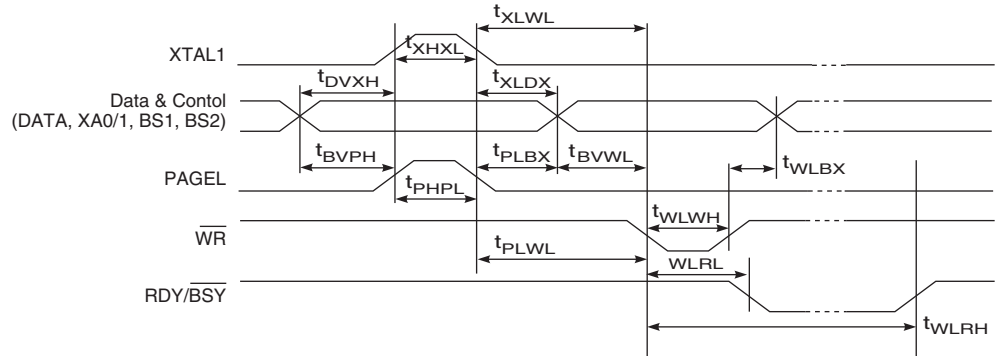 tXLWL
XTAL1
tXHXL
tDVXH
tXLDX
Data & Contol
(DATA, XA0/1, BS1, BS2)
tBVPH
tPLBX
tBVWL
tWLBX
PAGEL
tPHPL
tWLWH
WR
tPLWL
WLRL
RDY/BSY
tWLRH